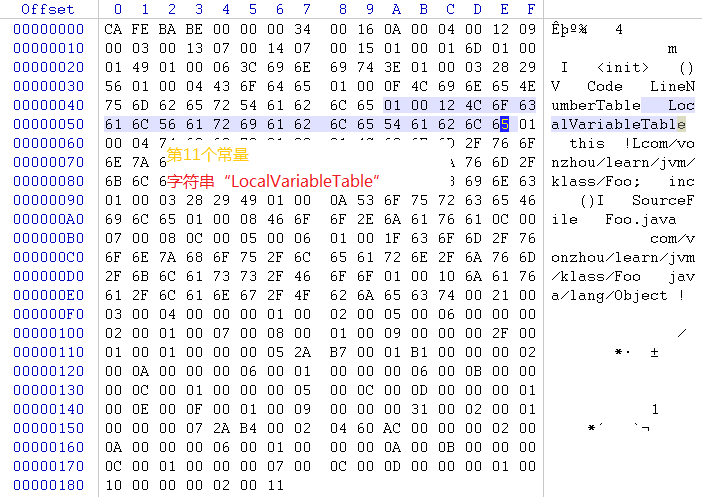 Offset 0 1 2 3 4 5 6 7 8 9 A B C D E F
00000000 CA FE BA BE 00 00 00 34 00 16 0A 00 04 00 12 09 Êþº¾ 4
00000010 00 03 00 13 07 00 14 07 00 15 01 00 01 6D 01 00 m
00000020 01 49 01 00 06 3C 69 6E 69 74 3E 01 00 03 28 29 I <init> ()
00000030 56 01 00 04 43 6F 64 65 01 00 0F 4C 69 6E 65 4E V Code LineN
00000040 75 6D 62 65 72 54 61 62 6C 65 01 00 12 4C 6F 63 umberTable Loc
00000050 61 6C 56 61 72 69 61 62 6C 65 54 61 62 6C 65 01 alVariableTable
00000060 00 04 2F 76 6F this !Lcom/vo
第11个常量
00000070 6E 7A 76 6D 2F nzhou/learn/jvm/
字符串“LocalVariableTable”
00000080 6B 6C 69 6E 63 klass/Foo; inc
00000090 01 00 03 28 29 49 01 00 0A 53 6F 75 72 63 65 46 ()I SourceF
000000A0 69 6C 65 01 00 08 46 6F 6F 2E 6A 61 76 61 0C 00 ile Foo.java
000000B0 07 00 08 0C 00 05 00 06 01 00 1F 63 6F 6D 2F 76 com/v
000000C0 6F 6E 7A 68 6F 75 2F 6C 65 61 72 6E 2F 6A 76 6D onzhou/learn/jvm
000000D0 2F 6B 6C 61 73 73 2F 46 6F 6F 01 00 10 6A 61 76 /klass/Foo jav
000000E0 61 2F 6C 61 6E 67 2F 4F 62 6A 65 63 74 00 21 00 a/lang/Object !
000000F0 03 00 04 00 00 00 01 00 02 00 05 00 06 00 00 00
00000100 02 00 01 00 07 00 08 00 01 00 09 00 00 00 2F 00 /
00000110 01 00 01 00 00 00 05 2A B7 00 01 B1 00 00 00 02 *· ±
00000120 00 0A 00 00 00 06 00 01 00 00 00 06 00 0B 00 00
00000130 00 0C 00 01 00 00 00 05 00 0C 00 0D 00 00 00 01
00000140 00 0E 00 0F 00 01 00 09 00 00 00 31 00 02 00 01 1
00000150 00 00 00 07 2A B4 00 02 04 60 AC 00 00 00 02 00 *´ `¬
00000160 0A 00 00 00 06 00 01 00 00 00 0A 00 0B 00 00 00
00000170 0C 00 01 00 00 00 07 00 0C 00 0D 00 00 00 01 00
00000180 10 00 00 00 02 00 11